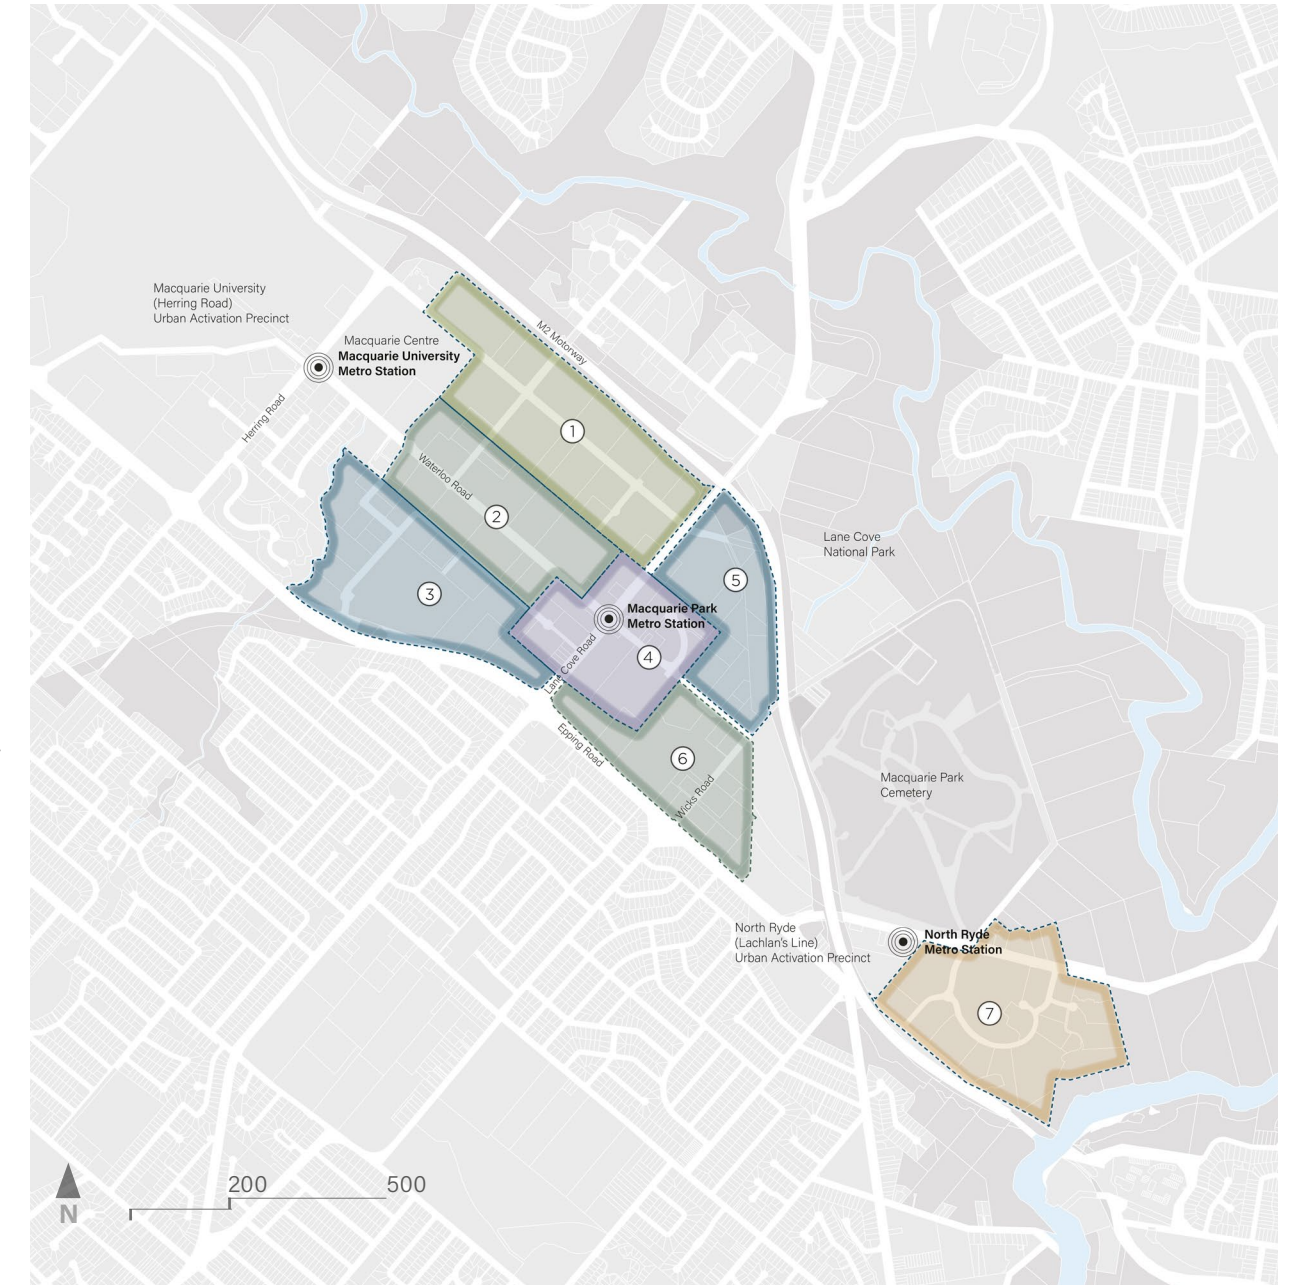 Macquarie University
(Herring Road)
Urban Activation Precinct
Macquarie Centre
Macquarie University
Metro Station
Herring Road
M2 Motorway
1
Waterloo Road
2
3
Lane Cove
National Park
5
Macquarie Park
Metro Station
4
Lane Cove Road
Epping Road
6
Wicks Road
Macquarie Park
Cemetery
North Ryde
(Lachlan's Line)
Urban Activation Precinct
North Ryde
Metro Station
7
200
500
N